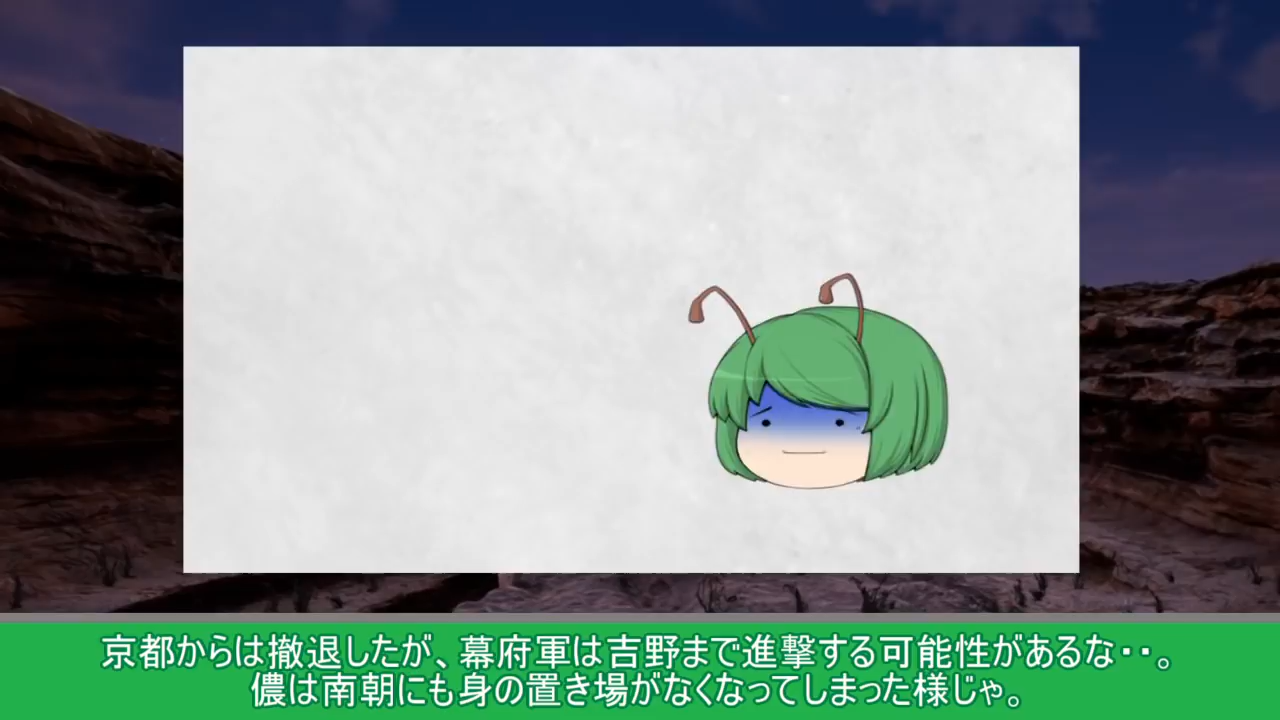 京都からは撤退したが、幕府軍は吉野まで進撃する可能性があるな・・。
儂は南朝にも身の置き場がなくなってしまった様じゃ。